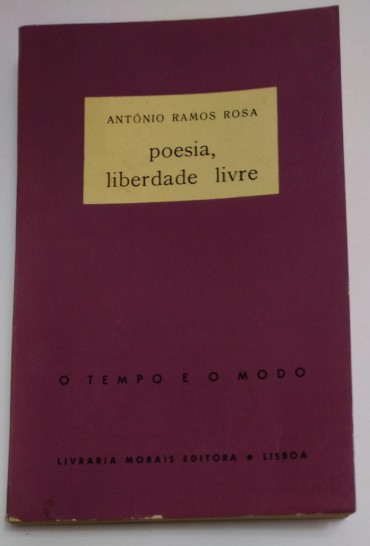 ANTÓNIO RAMOS ROSA
poesia,
liberdade livre
O TEMPO E O MODO
LIVRARIA MORAIS EDITORA • LISBOA